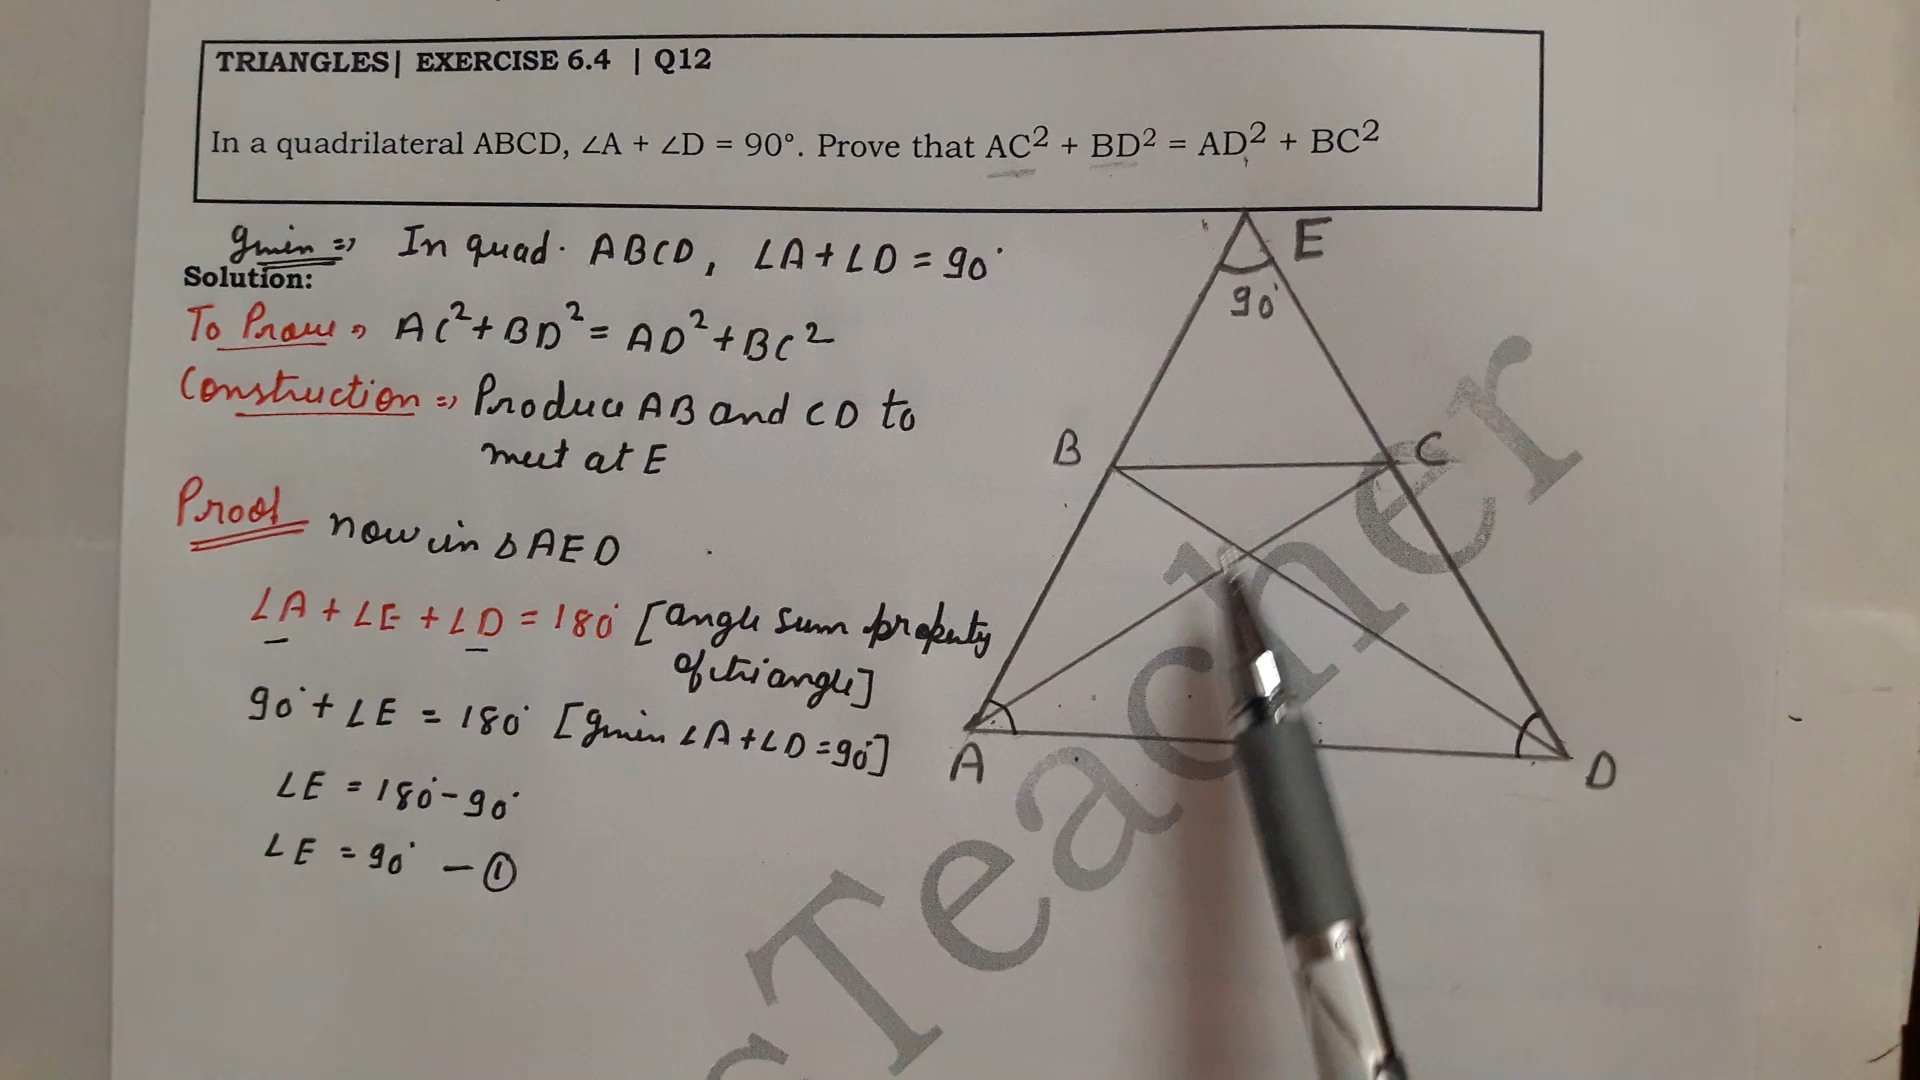 TRIANGLES| EXERCISE 6.4 | Q12
In a quadrilateral ABCD, ∠A + ∠D = 90°. Prove that AC² + BD² = AD² + BC²
given ⇒ In quad. ABCD, ∠A+∠D = 90°
Solution:
To Prove ⇒ AC²+BD² = AD²+BC²
Construction ⇒ Produce AB and CD to
meet at E
Proof now in Δ AED
∠A + ∠E + ∠D = 180° [angle sum property
of triangle]
90° + ∠E = 180° [given ∠A+∠D=90°]
∠E = 180° - 90°
∠E = 90° — ①
E
90°
B
C
A
D
Teacher